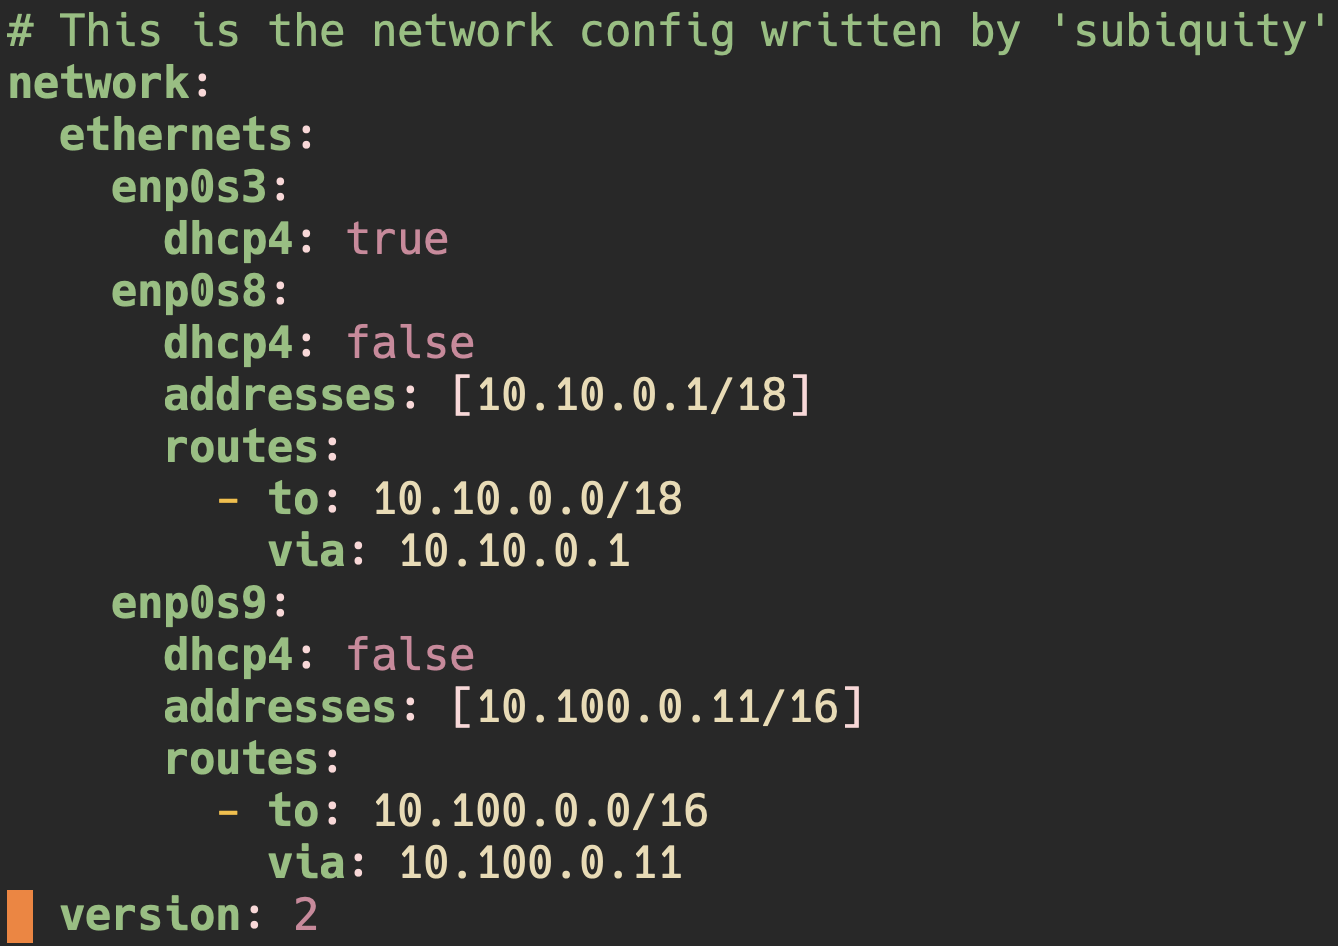 # This is the network config written by 'subiquity'
network:
  ethernets:
    enp0s3:
      dhcp4: true
    enp0s8:
      dhcp4: false
      addresses: [10.10.0.1/18]
      routes:
        - to: 10.10.0.0/18
          via: 10.10.0.1
    enp0s9:
      dhcp4: false
      addresses: [10.100.0.11/16]
      routes:
        - to: 10.100.0.0/16
          via: 10.100.0.11
  version: 2